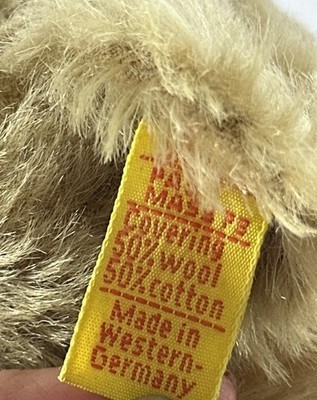 covering
50% wool
50% cotton
Made in
Western-
Germany